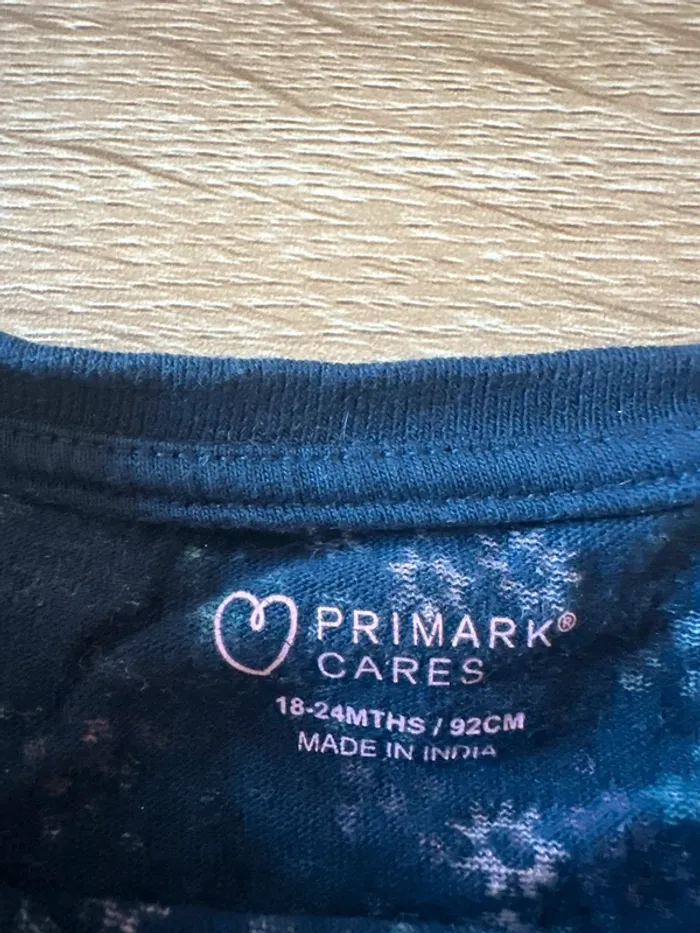 PRIMARK®
CARES
18-24MTHS / 92CM
MADE IN INDIA